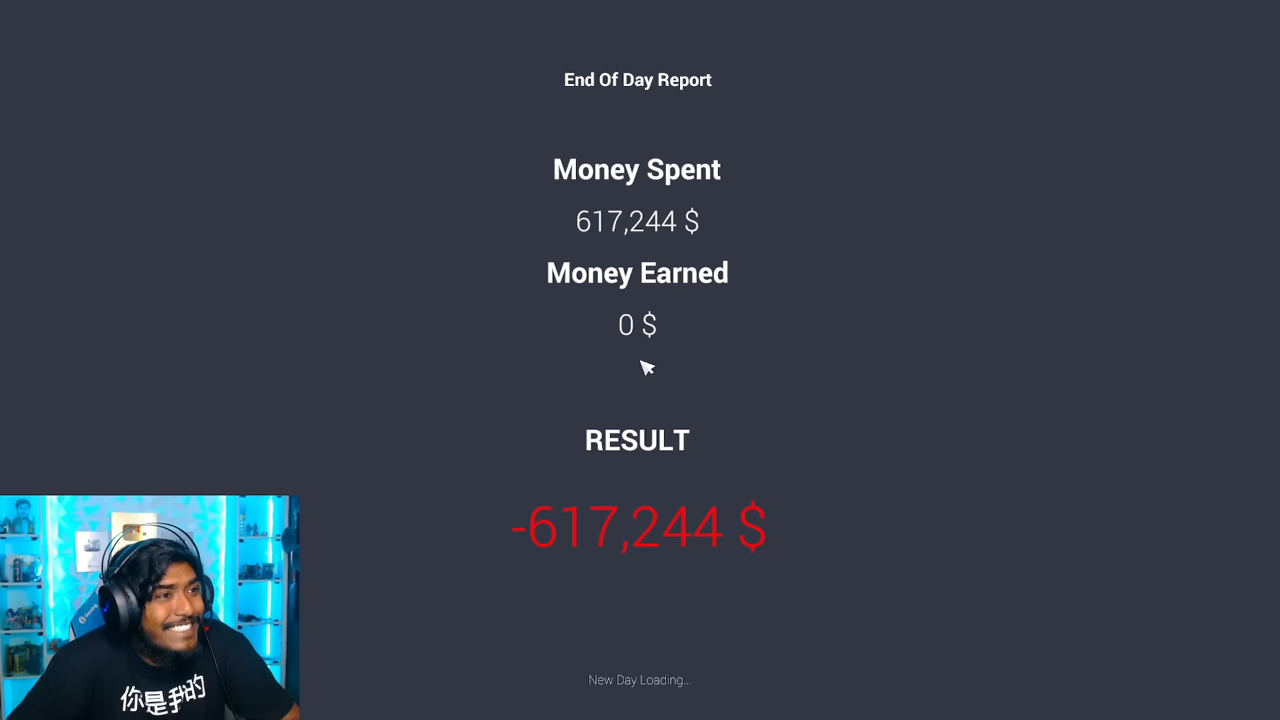 End Of Day Report
Money Spent
617,244 $
Money Earned
0 $
RESULT
-617,244 $
你是我的
New Day Loading...